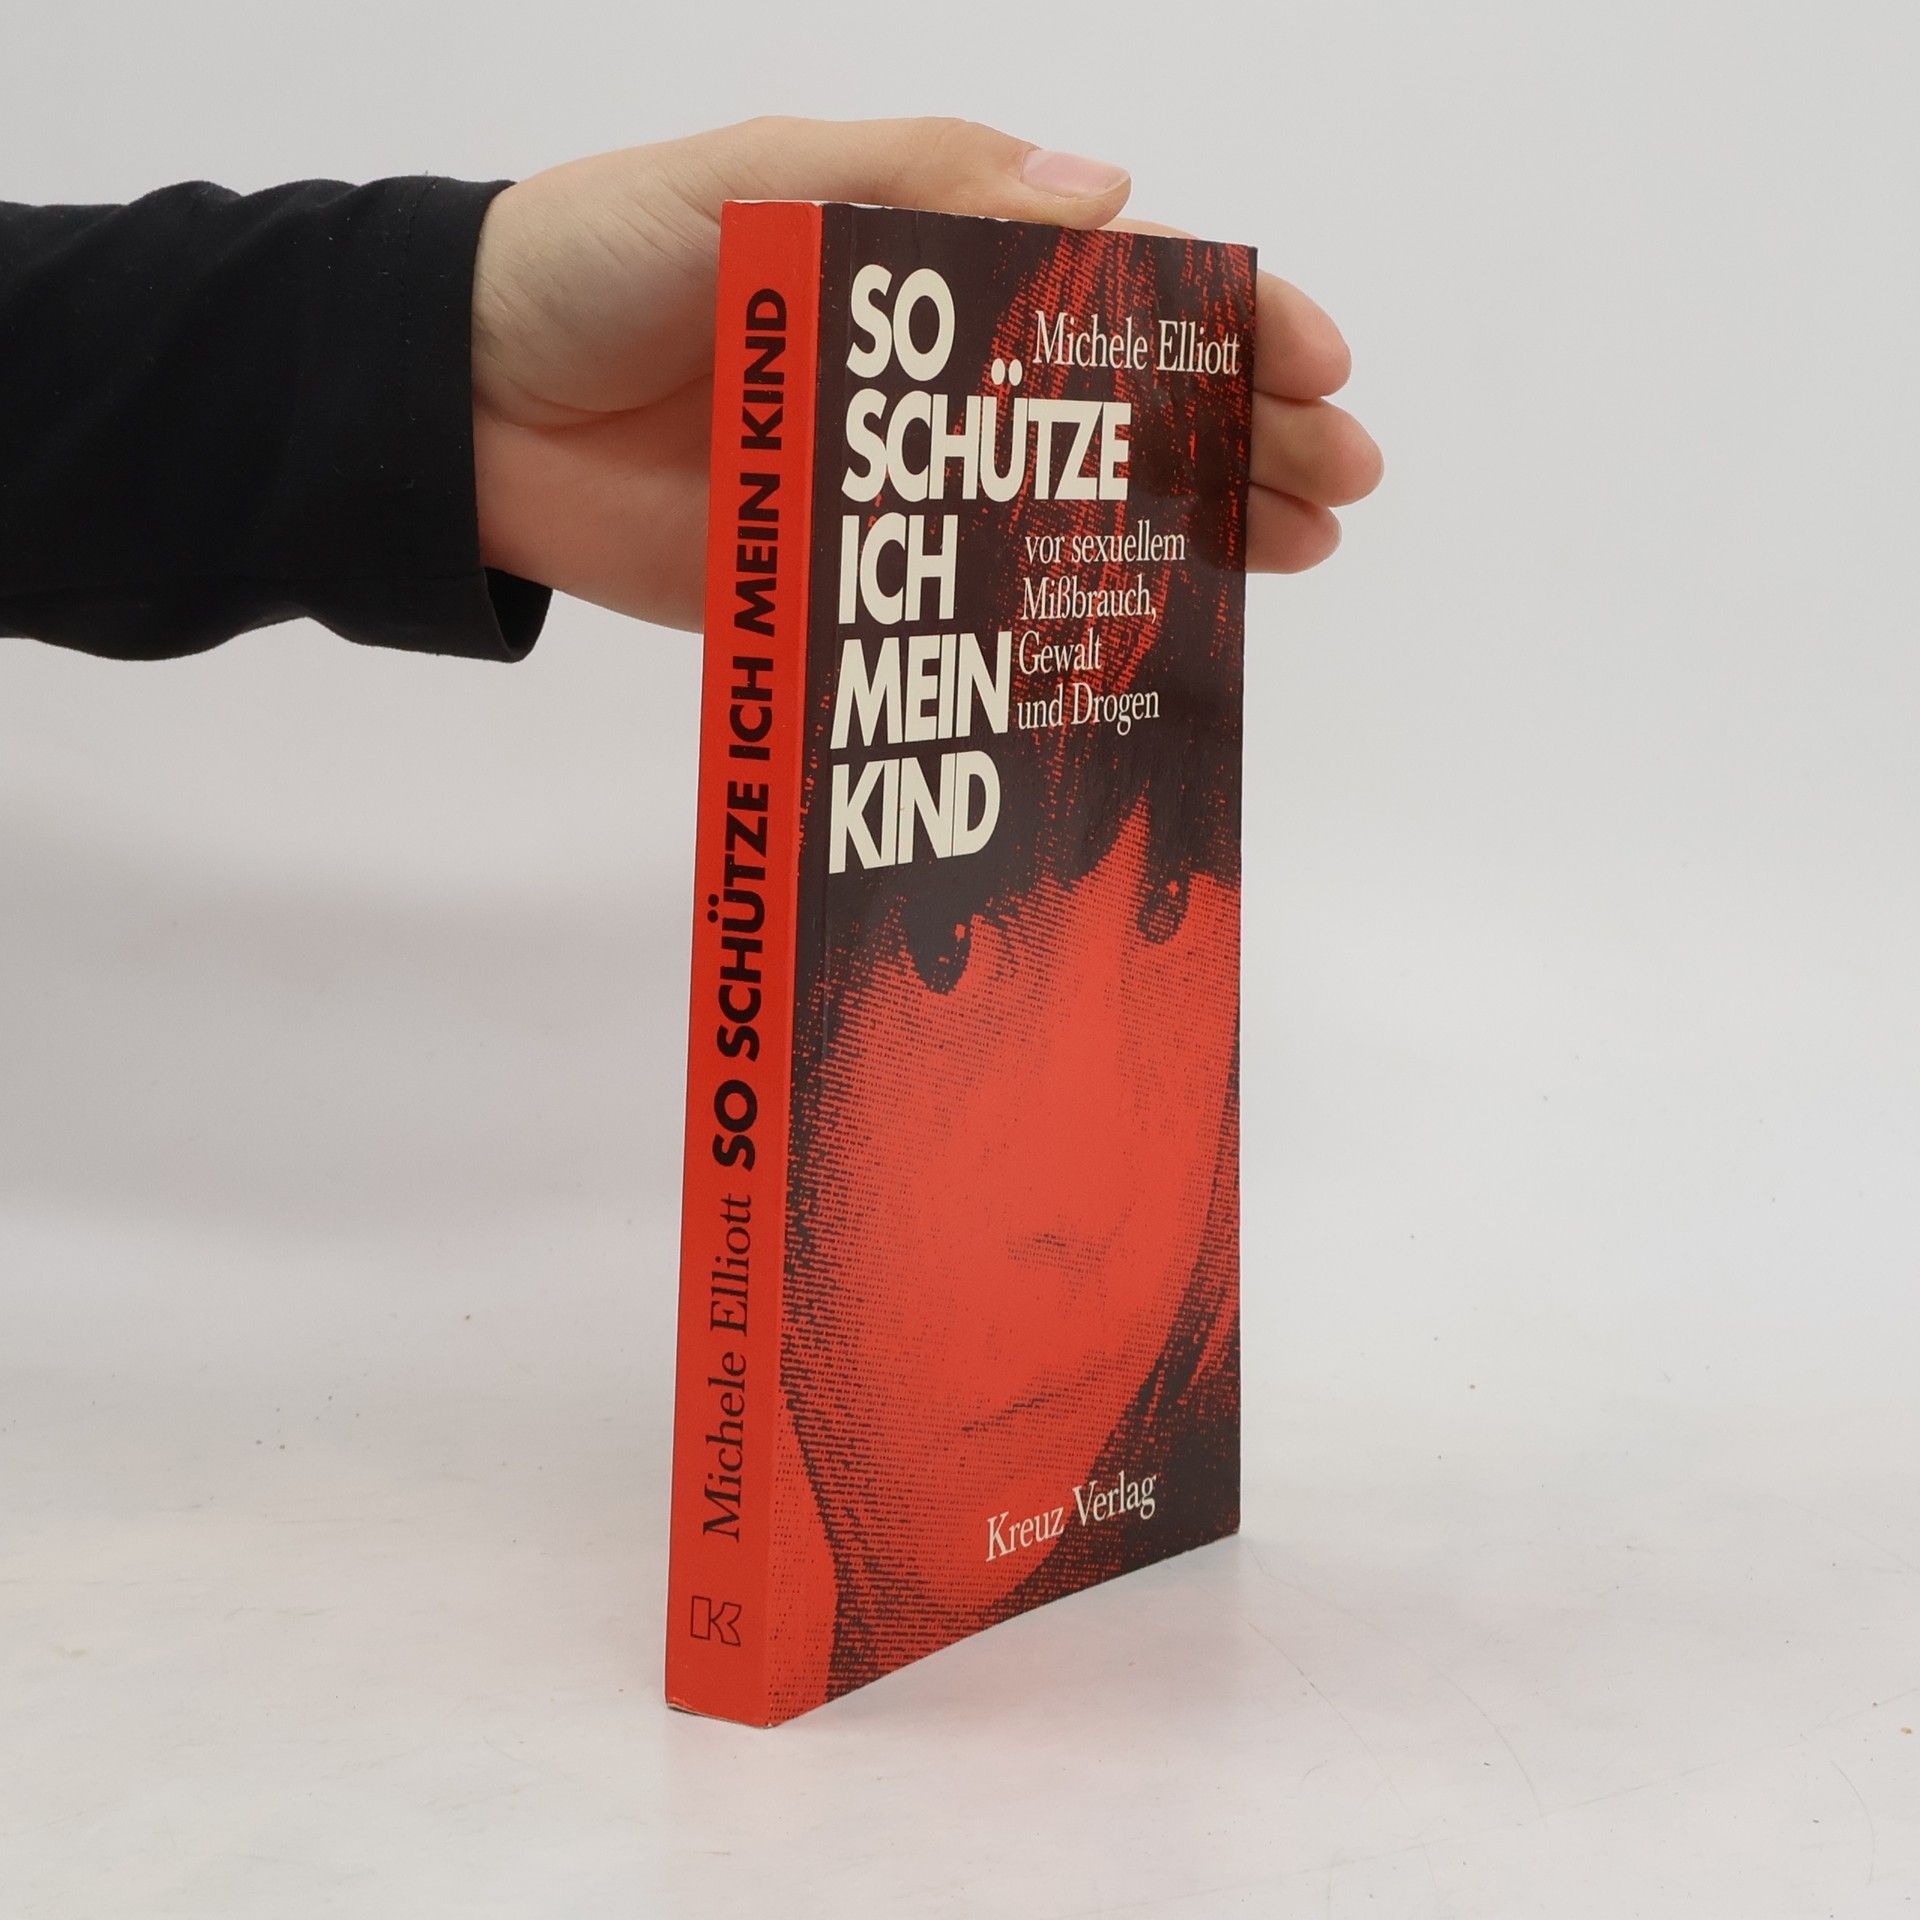 SO
Michele Elliott
SCHÜTZE
ICH
vor sexuellem
Mißbrauch,
MEIN
Gewalt
und Drogen
KIND
Kreuz Verlag
Michele Elliott SO SCHÜTZE ICH MEIN KIND
K